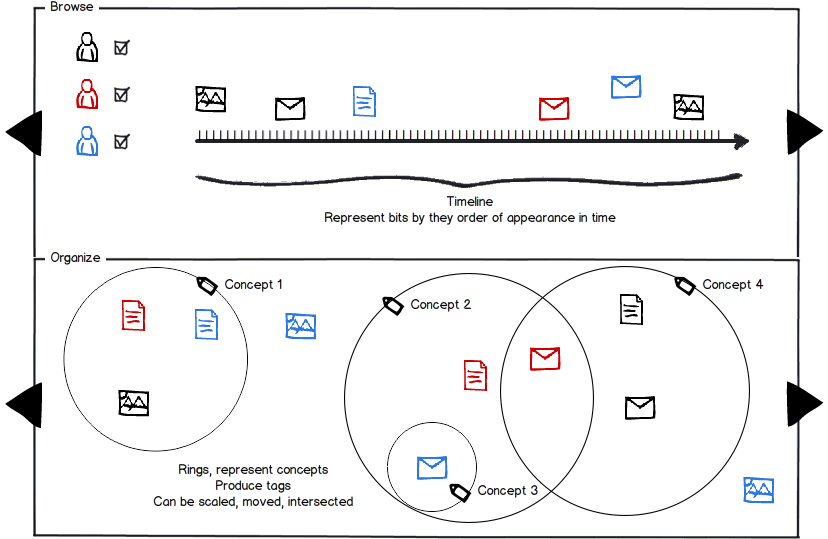 Browse
Timeline
Represent bits by they order of appearance in time
Organize
Concept 1
Concept 2
Concept 4
Rings, represent concepts
Produce tags
Can be scaled, moved, intersected
Concept 3